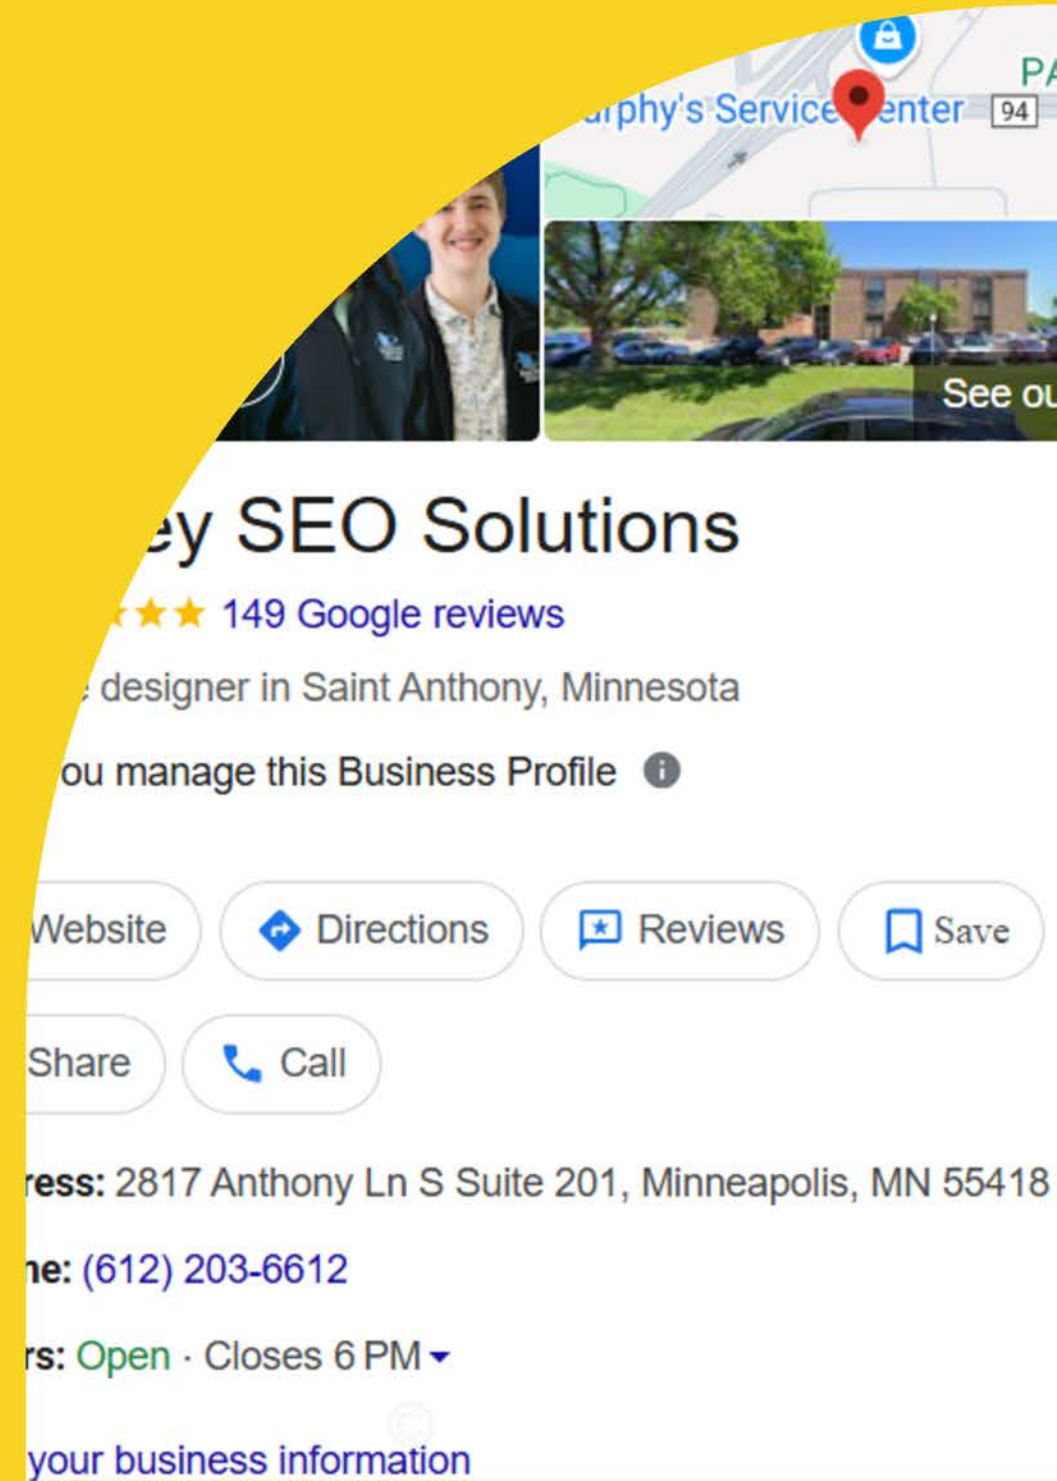 PA
urphy's Service enter 94
See ou
ey SEO Solutions
149 Google reviews
designer in Saint Anthony, Minnesota
ou manage this Business Profile
Website Directions Reviews Save
Share Call
ress: 2817 Anthony Ln S Suite 201, Minneapolis, MN 55418
ne: (612) 203-6612
rs: Open · Closes 6 PM
your business information